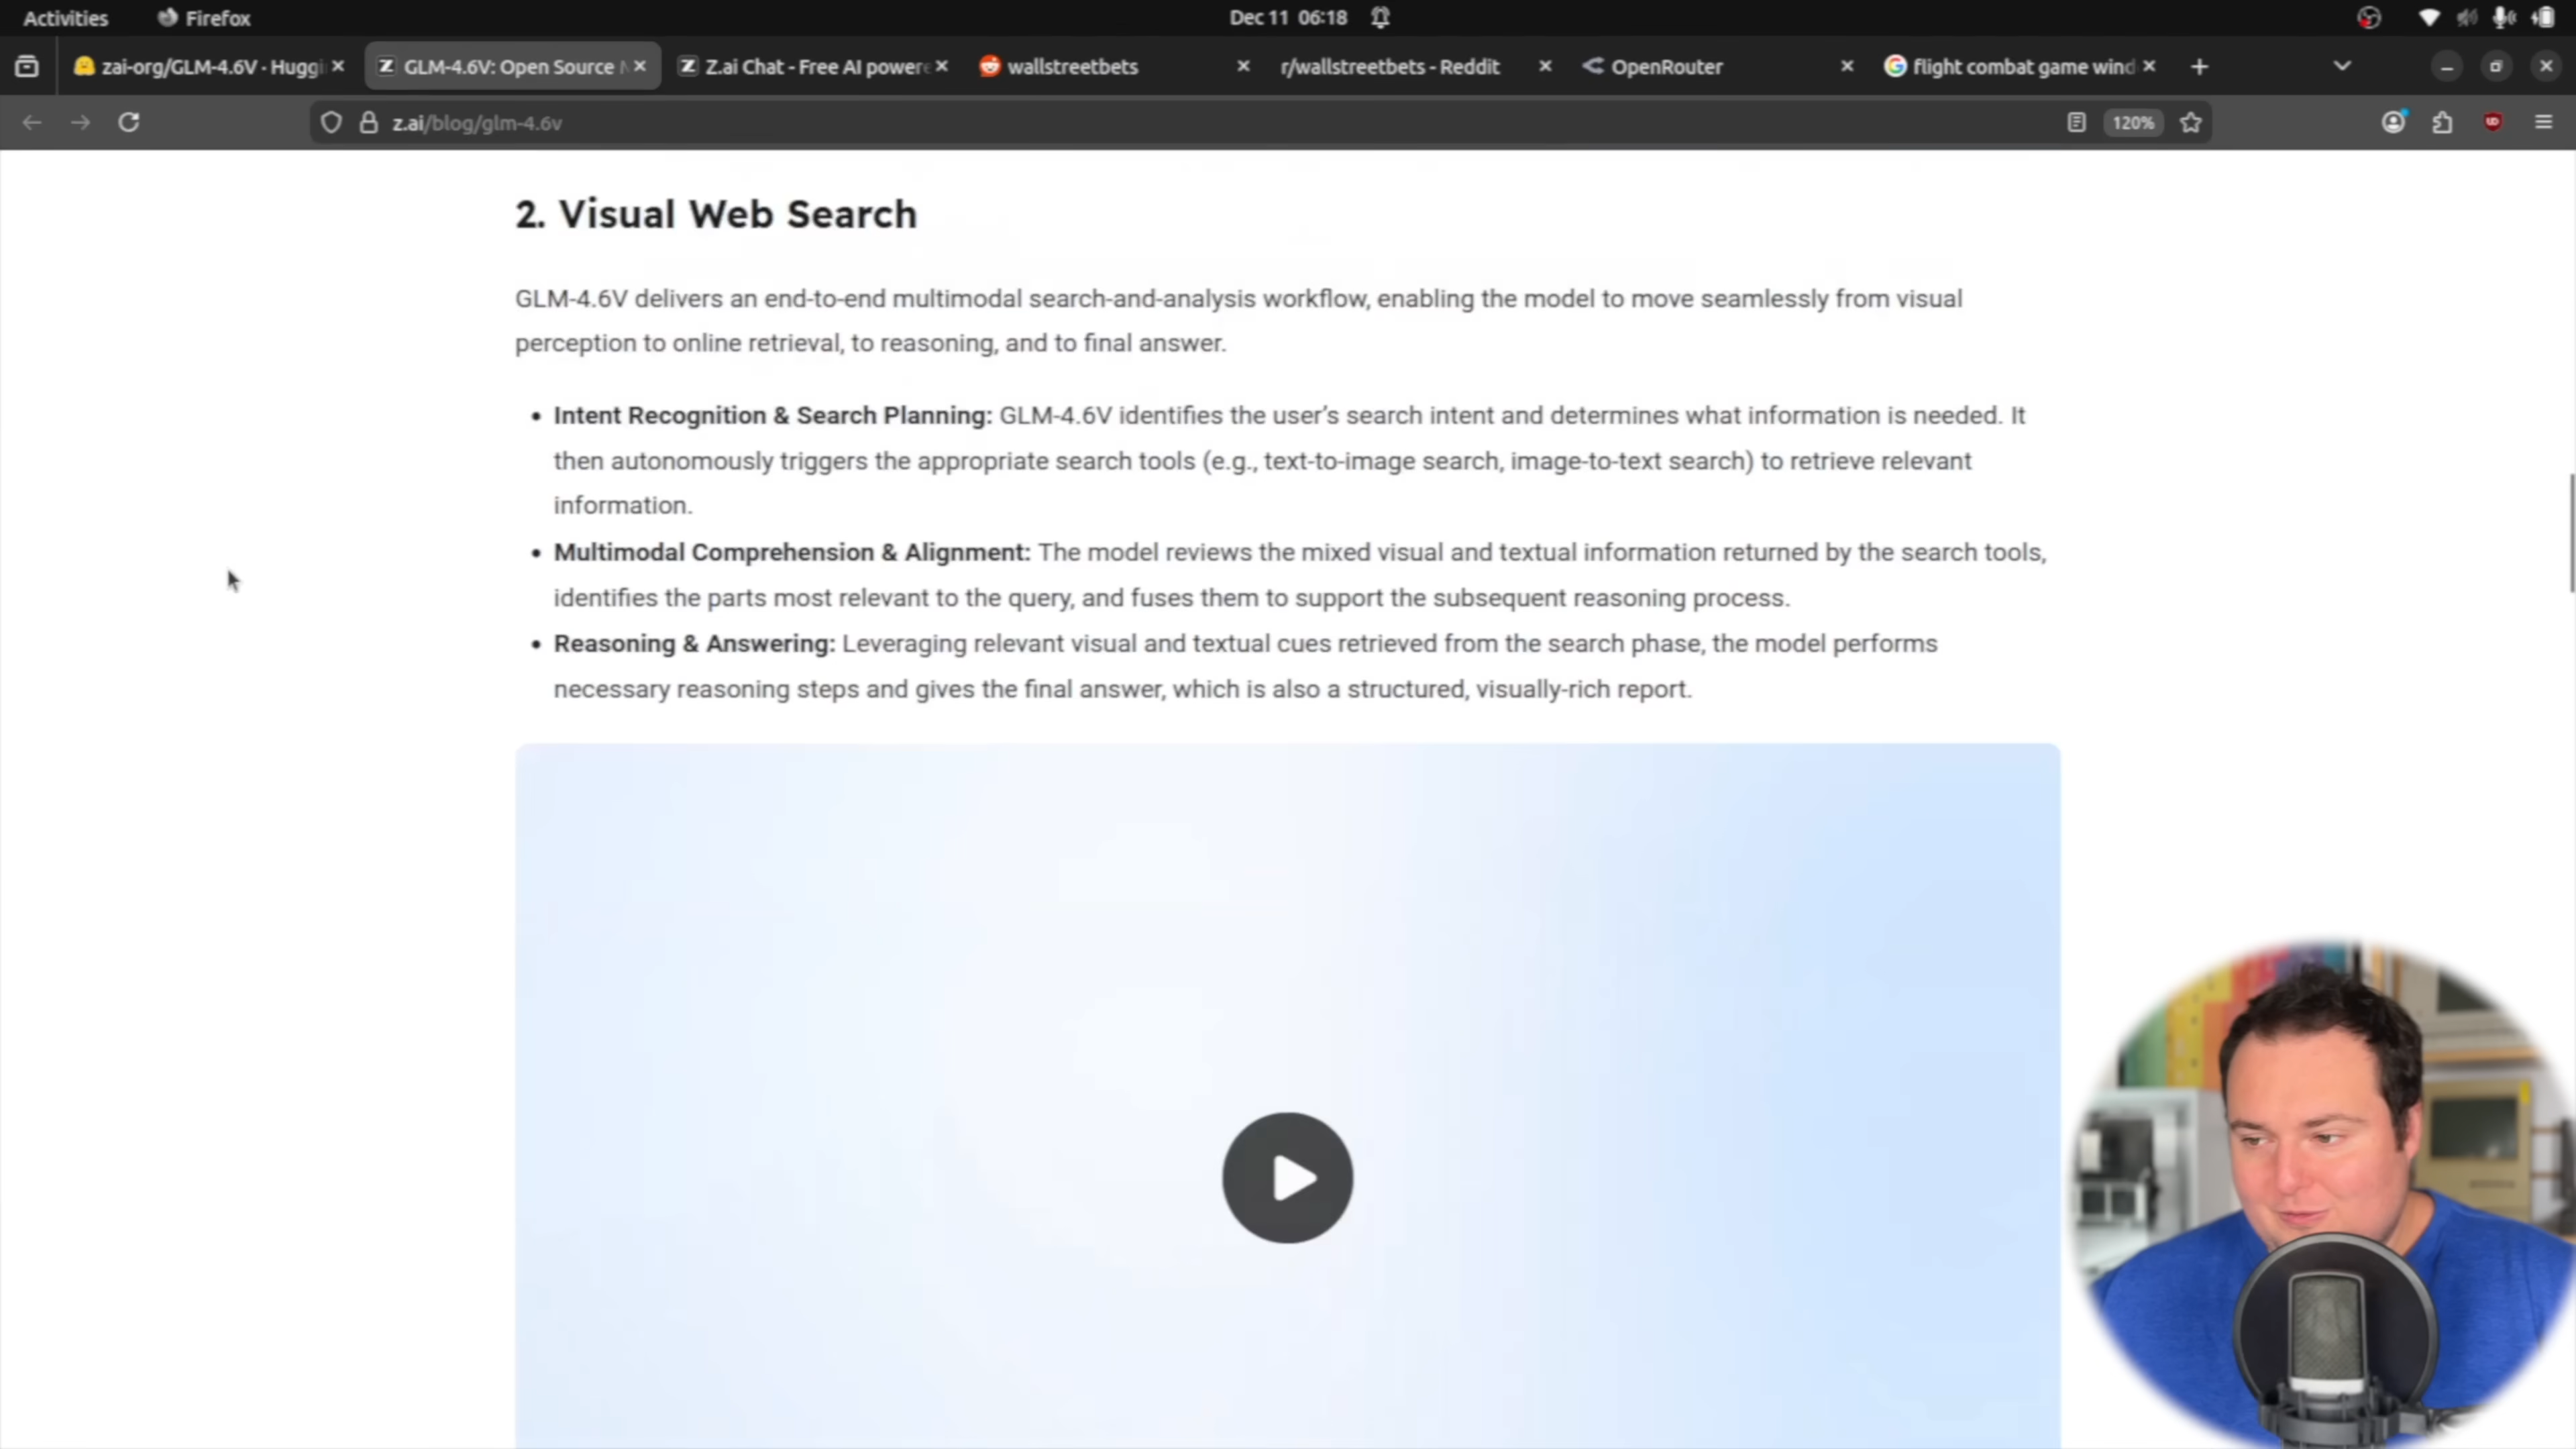 Activities Firefox Dec 11 06:18
zai-org/GLM-4.6V - Huggi GLM-4.6V: Open Source Z.ai Chat - Free AI power wallstreetbets r/wallstreetbets - Reddit OpenRouter flight combat game wind
z.ai/blog/glm-4.6v 120%
2. Visual Web Search
GLM-4.6V delivers an end-to-end multimodal search-and-analysis workflow, enabling the model to move seamlessly from visual
perception to online retrieval, to reasoning, and to final answer.
• Intent Recognition & Search Planning: GLM-4.6V identifies the user’s search intent and determines what information is needed. It
then autonomously triggers the appropriate search tools (e.g., text-to-image search, image-to-text search) to retrieve relevant
information.
• Multimodal Comprehension & Alignment: The model reviews the mixed visual and textual information returned by the search tools,
identifies the parts most relevant to the query, and fuses them to support the subsequent reasoning process.
• Reasoning & Answering: Leveraging relevant visual and textual cues retrieved from the search phase, the model performs
necessary reasoning steps and gives the final answer, which is also a structured, visually-rich report.